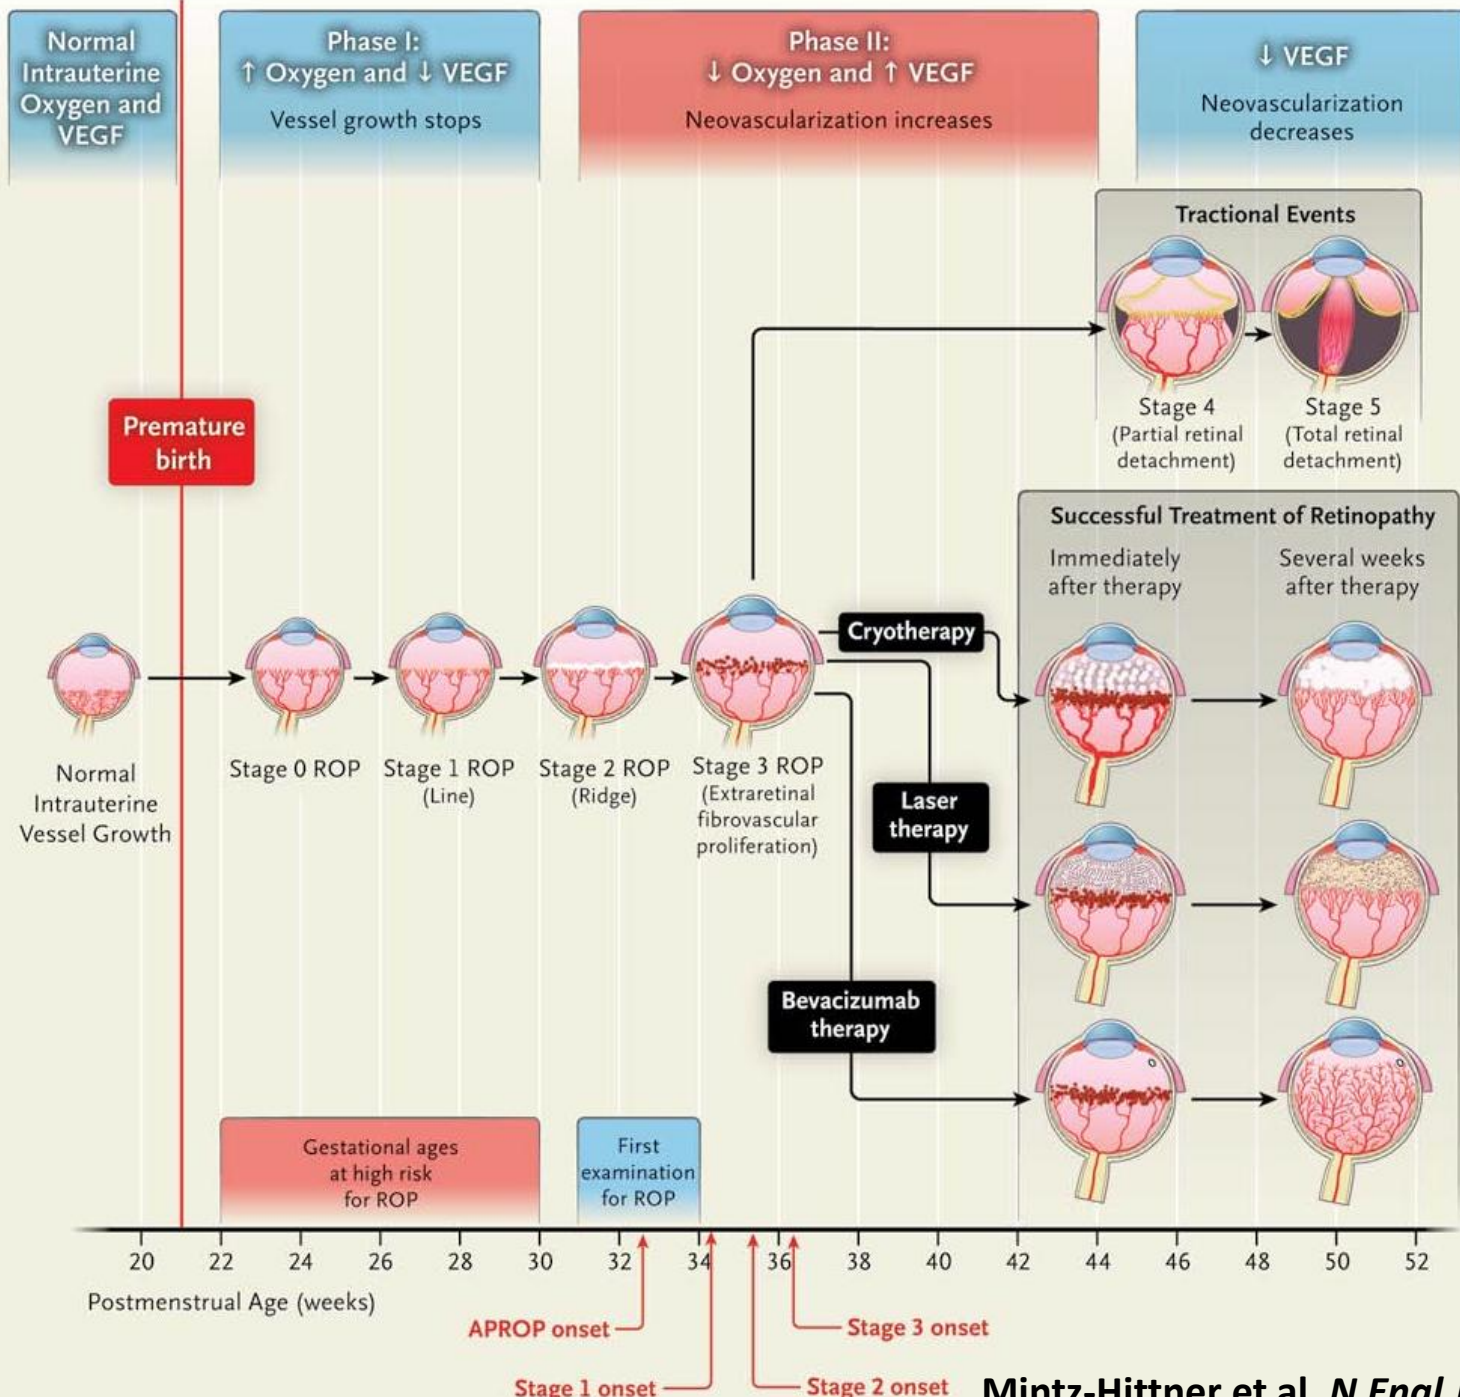 Normal
Intrauterine
Oxygen and
VEGF
Phase I:
↑ Oxygen and ↓ VEGF
Vessel growth stops
Phase II:
↓ Oxygen and ↑ VEGF
Neovascularization increases
↓ VEGF
Neovascularization
decreases
Tractional Events
Stage 4
(Partial retinal
detachment)
Stage 5
(Total retinal
detachment)
Premature
birth
Successful Treatment of Retinopathy
Immediately
after therapy
Several weeks
after therapy
Cryotherapy
Laser
therapy
Bevacizumab
therapy
Normal
Intrauterine
Vessel Growth
Stage 0 ROP
Stage 1 ROP
(Line)
Stage 2 ROP
(Ridge)
Stage 3 ROP
(Extraretinal
fibrovascular
proliferation)
Gestational ages
at high risk
for ROP
First
examination
for ROP
20 22 24 26 28 30 32 34 36 38 40 42 44 46 48 50 52
Postmenstrual Age (weeks)
APROP onset
Stage 3 onset
Stage 1 onset
Stage 2 onset
Mintz-Hittner et al. N Engl